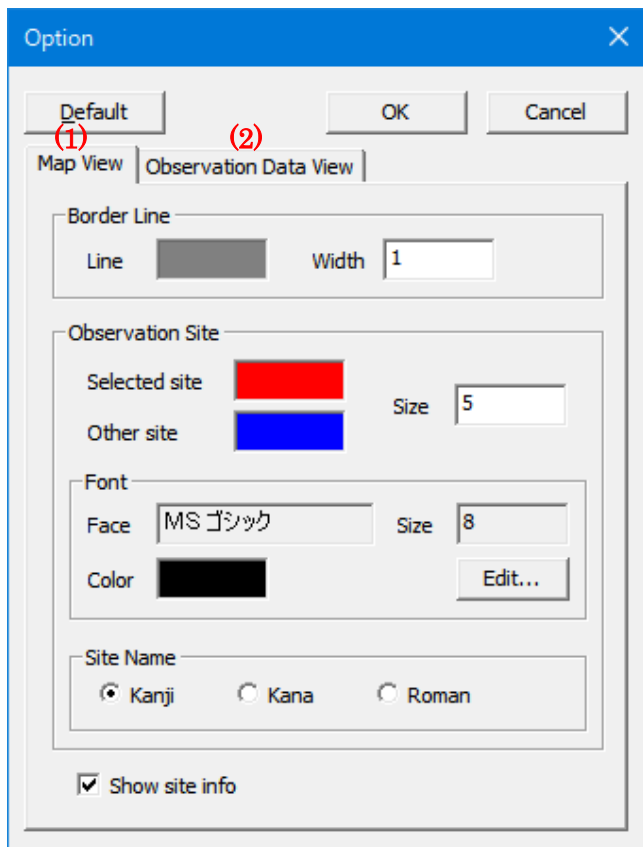 Option
Default OK Cancel
(1) (2)
Map View Observation Data View
Border Line
Line Width 1
Observation Site
Selected site
Size 5
Other site
Font
Face MS ゴシック Size 8
Color Edit...
Site Name
Kanji Kana Roman
Show site info